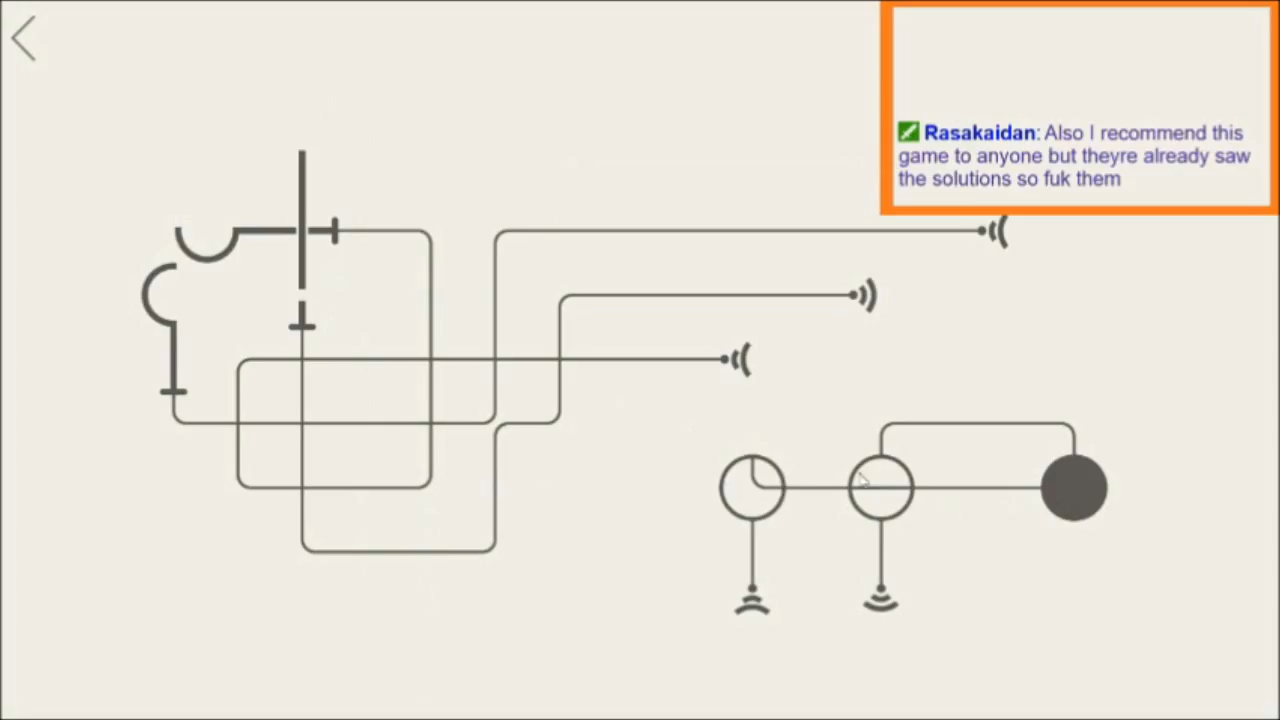 Rasakaidan: Also I recommend this
game to anyone but theyre already saw
the solutions so fuk them